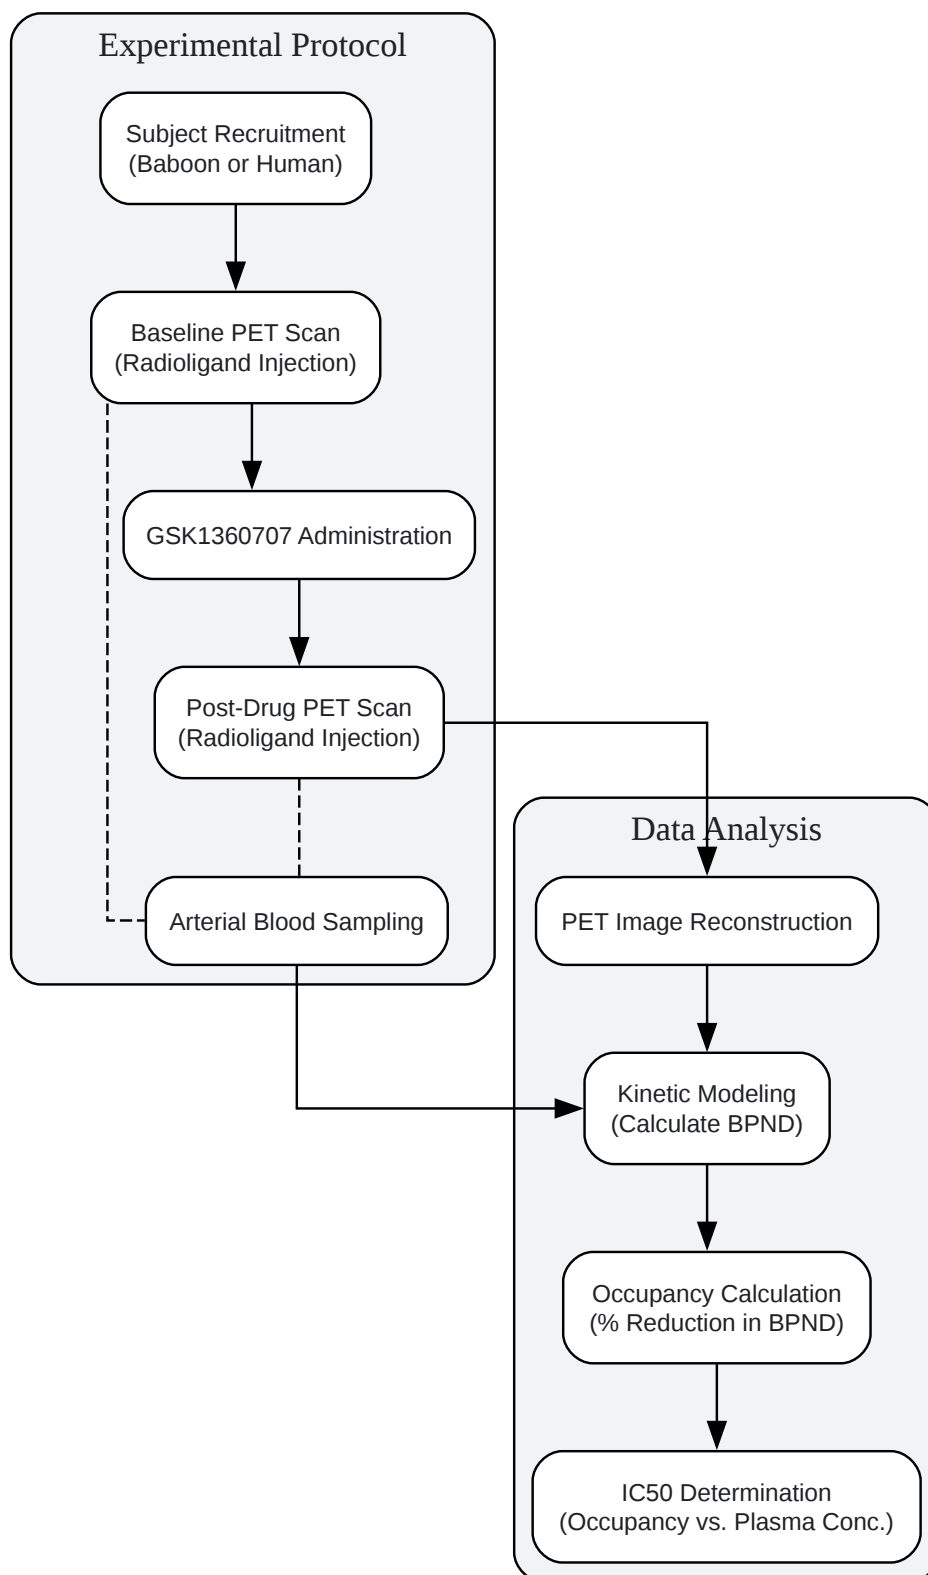 Experimental Protocol
Subject Recruitment
(Baboon or Human)
Baseline PET Scan
(Radioligand Injection)
GSK1360707 Administration
Post-Drug PET Scan
(Radioligand Injection)
Arterial Blood Sampling
Data Analysis
PET Image Reconstruction
Kinetic Modeling
(Calculate BPND)
Occupancy Calculation
(% Reduction in BPND)
IC50 Determination
(Occupancy vs. Plasma Conc.)